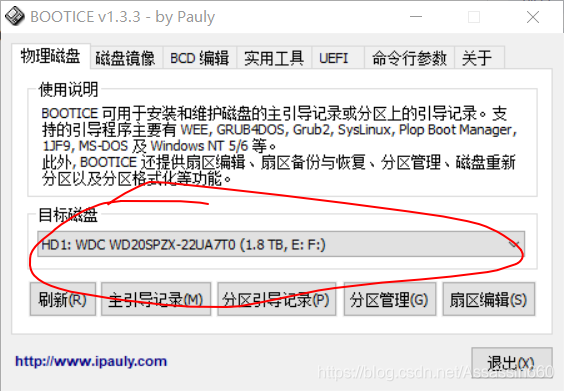 BOOTICE v1.3.3 - by Pauly
物理磁盘 磁盘镜像 BCD 编辑 实用工具 UEFI 命令行参数 关于
使用说明
BOOTICE 可用于安装和维护磁盘的主引导记录或分区上的引导记录。支
持的引导程序主要有 WEE, GRUB4DOS, Grub2, SysLinux, Plop Boot Manager,
1JF9, MS-DOS 及 Windows NT 5/6 等。
此外, BOOTICE 还提供扇区编辑、扇区备份与恢复、分区管理、磁盘重新
分区以及分区格式化等功能。
目标磁盘
HD1: WDC WD20SPZX-22UA7T0 (1.8 TB, E: F:)
刷新(R) 主引导记录(M) 分区引导记录(P) 分区管理(G) 扇区编辑(S)
http://www.ipauly.com 退出(X)
https://blog.csdn.net/Assassin060